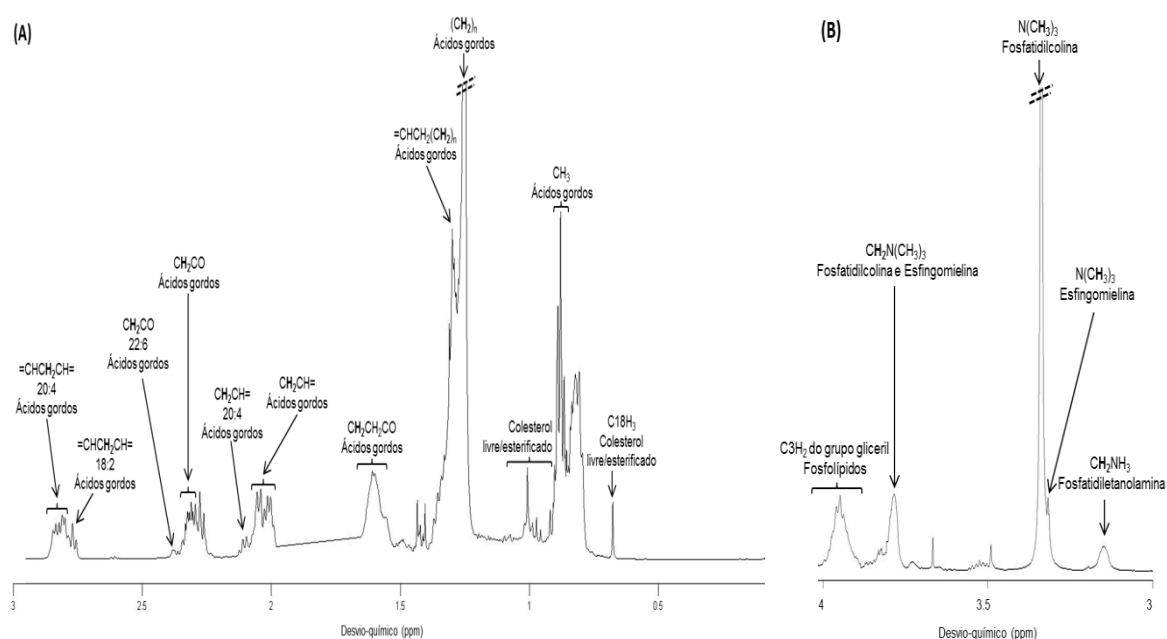 (A)
(CH₂)ₙ
Ácidos gordos
=CHCH₂(CH₂)ₙ
Ácidos gordos
CH₃
Ácidos gordos
CH₂CO
Ácidos gordos
CH₂CO
22:6
Ácidos gordos
=CHCH₂CH=
20:4
Ácidos gordos
=CHCH₂CH=
18:2
Ácidos gordos
CH₂CH=
20:4
Ácidos gordos
CH₂CH=
Ácidos gordos
CH₂CH₂CO
Ácidos gordos
Colesterol
livre/esterificado
C18H₃
Colesterol
livre/esterificado
3
2.5
2
1.5
1
0.5
Desvio-químico (ppm)
(B)
N(CH₃)₃
Fosfatidilcolina
CH₂N(CH₃)₃
Fosfatidilcolina e Esfingomielina
N(CH₃)₃
Esfingomielina
C3H₂ do grupo gliceril
Fosfolípidos
CH₂NH₃
Fosfatidiletanolamina
4
3.5
3
Desvio-químico (ppm)